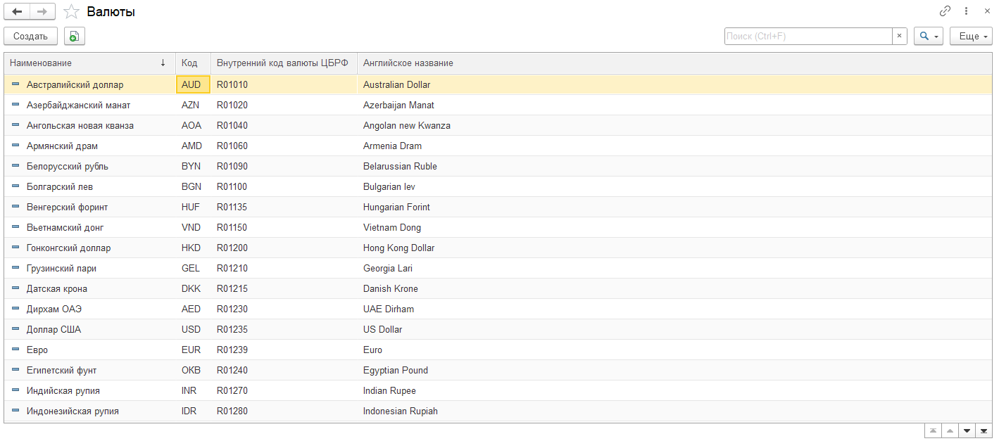 Валюты
Создать Поиск (Ctrl+F) × Еще
Наименование ↓ Код Внутренний код валюты ЦБРФ Английское название
Австралийский доллар AUD R01010 Australian Dollar
Азербайджанский манат AZN R01020 Azerbaijan Manat
Ангольская новая кванза AOA R01040 Angolan new Kwanza
Армянский драм AMD R01060 Armenia Dram
Белорусский рубль BYN R01090 Belarussian Ruble
Болгарский лев BGN R01100 Bulgarian lev
Венгерский форинт HUF R01135 Hungarian Forint
Вьетнамский донг VND R01150 Vietnam Dong
Гонконгский доллар HKD R01200 Hong Kong Dollar
Грузинский лари GEL R01210 Georgia Lari
Датская крона DKK R01215 Danish Krone
Дирхам ОАЭ AED R01230 UAE Dirham
Доллар США USD R01235 US Dollar
Евро EUR R01239 Euro
Египетский фунт ОКВ R01240 Egyptian Pound
Индийская рупия INR R01270 Indian Rupee
Индонезийская рупия IDR R01280 Indonesian Rupiah